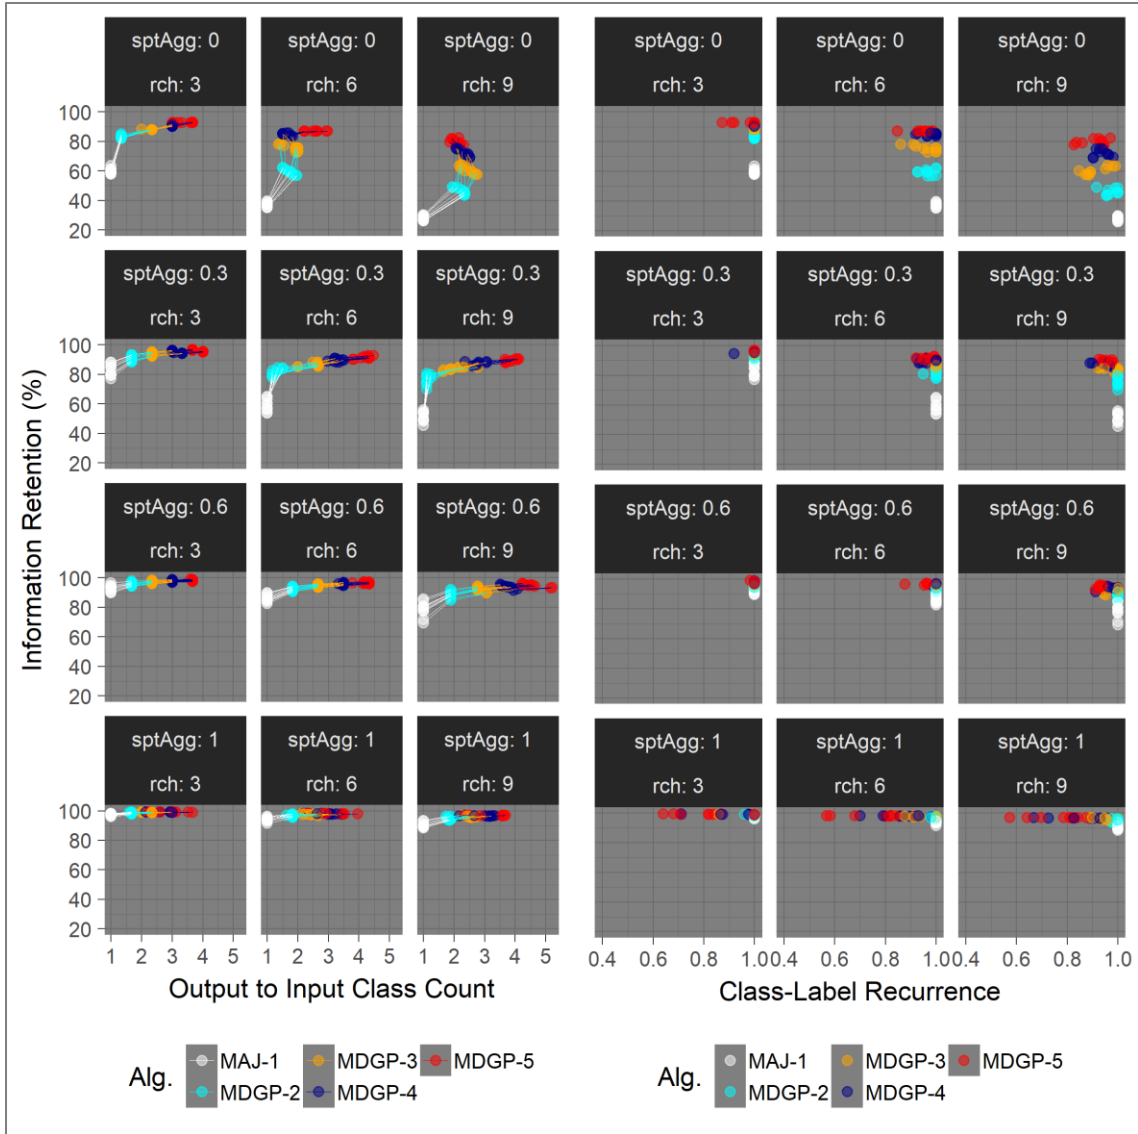 sptAgg: 0 sptAgg: 0 sptAgg: 0 sptAgg: 0 sptAgg: 0 sptAgg: 0
rch: 3 rch: 6 rch: 9 rch: 3 rch: 6 rch: 9
100
80
60
40
20
sptAgg: 0.3 sptAgg: 0.3 sptAgg: 0.3 sptAgg: 0.3 sptAgg: 0.3 sptAgg: 0.3
rch: 3 rch: 6 rch: 9 rch: 3 rch: 6 rch: 9
100
80
60
40
20
Information Retention (%)
sptAgg: 0.6 sptAgg: 0.6 sptAgg: 0.6 sptAgg: 0.6 sptAgg: 0.6 sptAgg: 0.6
rch: 3 rch: 6 rch: 9 rch: 3 rch: 6 rch: 9
100
80
60
40
20
sptAgg: 1 sptAgg: 1 sptAgg: 1 sptAgg: 1 sptAgg: 1 sptAgg: 1
rch: 3 rch: 6 rch: 9 rch: 3 rch: 6 rch: 9
100
80
60
40
20
1 2 3 4 5 1 2 3 4 5 1 2 3 4 5 0.4 0.6 0.8 1.0 0.4 0.6 0.8 1.0 0.4 0.6 0.8 1.0
Output to Input Class Count Class-Label Recurrence
Alg. MAJ-1 MDGP-3 MDGP-5
MDGP-2 MDGP-4
Alg. MAJ-1 MDGP-3 MDGP-5
MDGP-2 MDGP-4